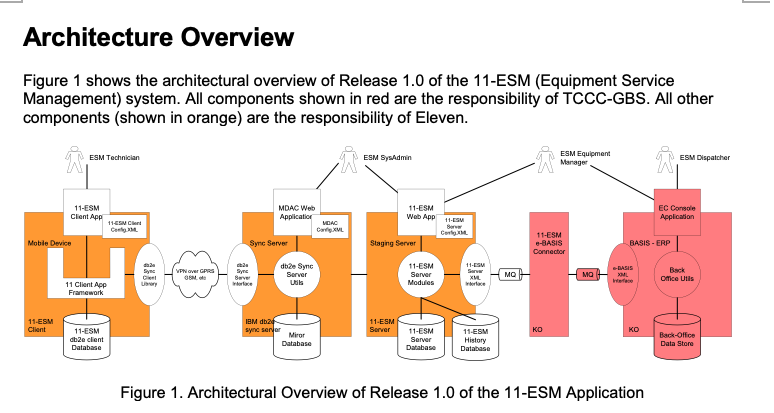 Architecture Overview
Figure 1 shows the architectural overview of Release 1.0 of the 11-ESM (Equipment Service
Management) system. All components shown in red are the responsibility of TCCC-GBS. All other
components (shown in orange) are the responsibility of Eleven.
ESM Technician
ESM SysAdmin
ESM Equipment
Manager
ESM Dispatcher
11-ESM
Client App
11-ESM Client
Config.XML
Mobile Device
11 Client App
Framework
11-ESM
Client
11-ESM
db2e client
Database
db2e
Sync
Client
Library
VPN over GPRS
GSM, etc
db2e
Sync
Server
Interface
MDAC Web
Application
MDAC
Config.XML
Sync Server
db2e Sync
Server
Utils
IBM db2e
sync server
Miror
Database
11-ESM
Web App
11-ESM
Server
Config.XML
Staging Server
11-ESM
Server
Modules
11-ESM
Server
XML
Interface
11-ESM
Server
11-ESM
Server
Database
11-ESM
History
Database
MQ
11-ESM
e-BASIS
Connector
KO
MQ
e-BASIS
XML
Interface
EC Console
Application
BASIS - ERP
Back
Office Utils
KO
Back-Office
Data Store
Figure 1. Architectural Overview of Release 1.0 of the 11-ESM Application